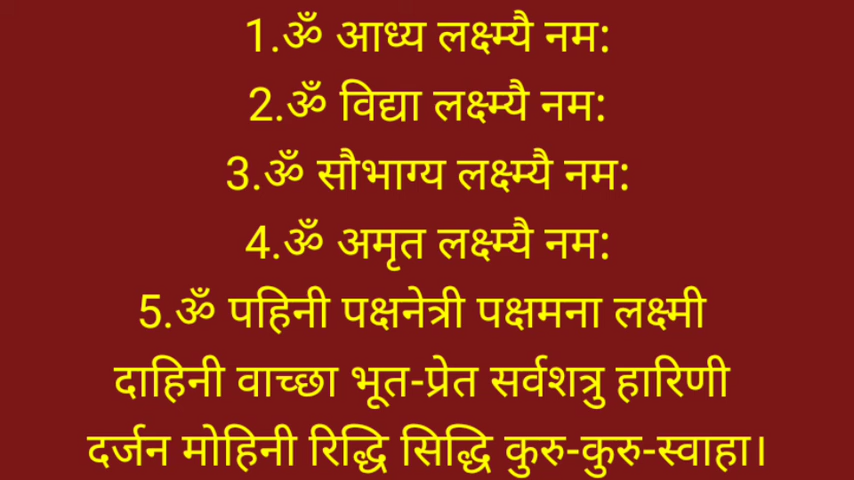 1.ॐ आध्य लक्ष्म्यै नम:
2.ॐ विद्या लक्ष्म्यै नम:
3.ॐ सौभाग्य लक्ष्म्यै नम:
4.ॐ अमृत लक्ष्म्यै नम:
5.ॐ पहिनी पक्षनेत्री पक्षमना लक्ष्मी
दाहिनी वाच्छा भूत-प्रेत सर्वशत्रु हारिणी
दर्जन मोहिनी रिद्धि सिद्धि कुरु-कुरु-स्वाहा।